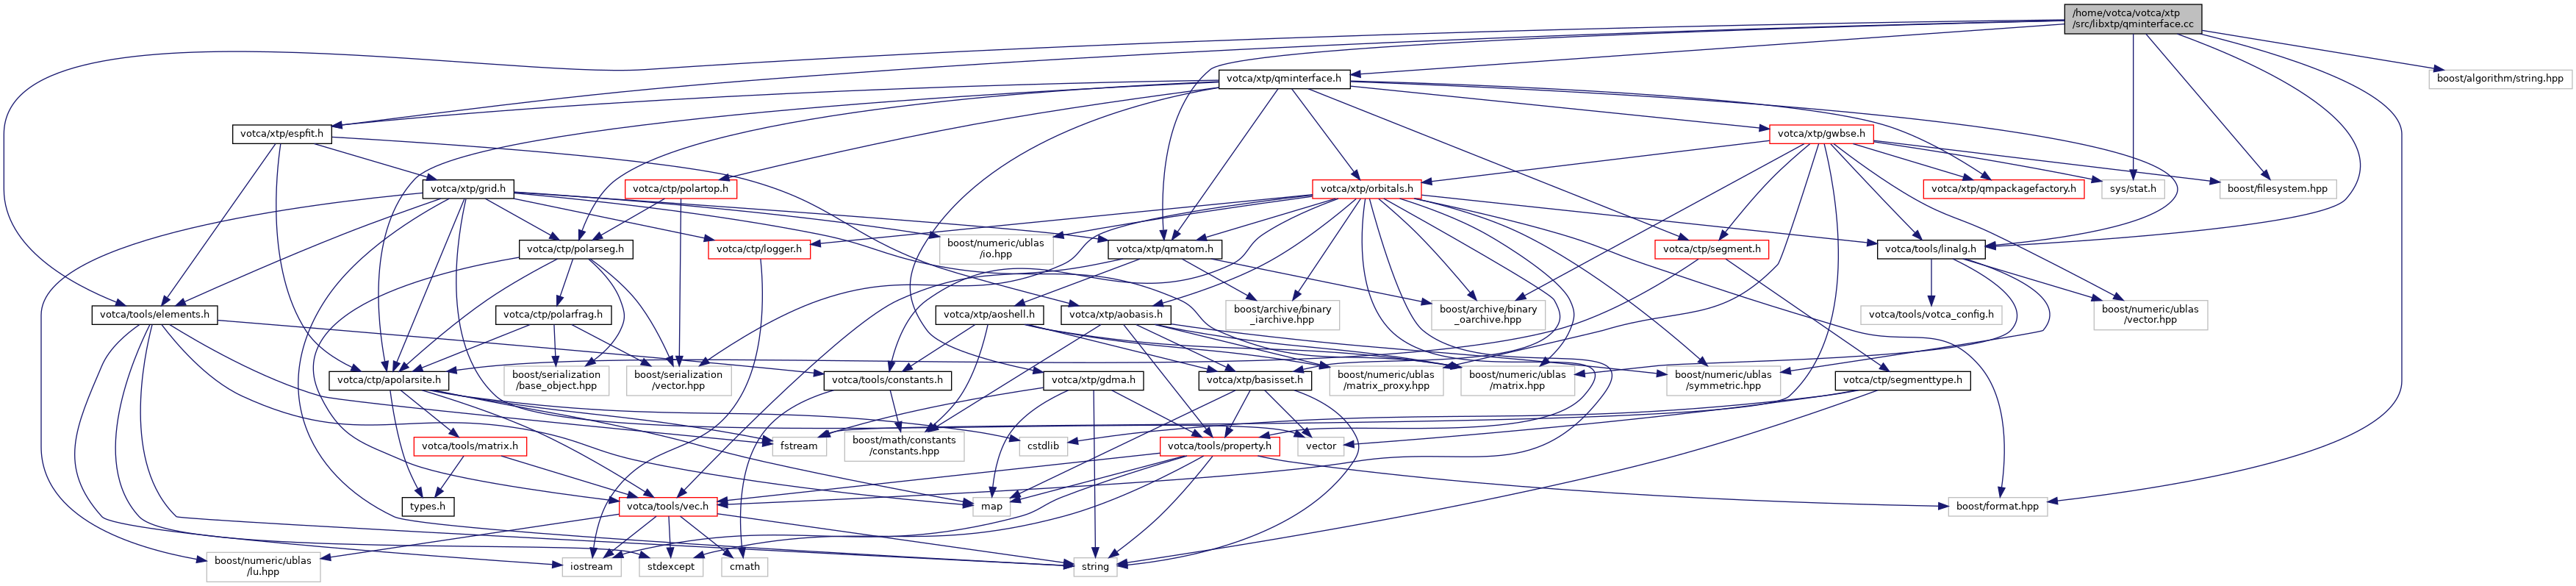 /home/votca/votca/xtp
/src/libxtp/qminterface.cc
votca/xtp/qminterface.h
boost/algorithm/string.hpp
votca/xtp/espfit.h
votca/xtp/gwbse.h
votca/xtp/grid.h
votca/ctp/polartop.h
votca/xtp/orbitals.h
votca/xtp/qmpackagefactory.h
sys/stat.h
boost/filesystem.hpp
votca/ctp/polarseg.h
votca/ctp/logger.h
boost/numeric/ublas
/io.hpp
votca/xtp/qmatom.h
votca/ctp/segment.h
votca/tools/linalg.h
votca/tools/elements.h
votca/ctp/polarfrag.h
votca/xtp/aoshell.h
votca/xtp/aobasis.h
boost/archive/binary
_iarchive.hpp
boost/archive/binary
_oarchive.hpp
votca/tools/votca_config.h
boost/numeric/ublas
/vector.hpp
votca/ctp/apolarsite.h
boost/serialization
/base_object.hpp
boost/serialization
/vector.hpp
votca/tools/constants.h
votca/xtp/gdma.h
votca/xtp/basisset.h
boost/numeric/ublas
/matrix_proxy.hpp
boost/numeric/ublas
/matrix.hpp
boost/numeric/ublas
/symmetric.hpp
votca/ctp/segmenttype.h
votca/tools/matrix.h
fstream
boost/math/constants
/constants.hpp
cstdlib
votca/tools/property.h
vector
types.h
votca/tools/vec.h
map
boost/format.hpp
boost/numeric/ublas
/lu.hpp
iostream
stdexcept
cmath
string